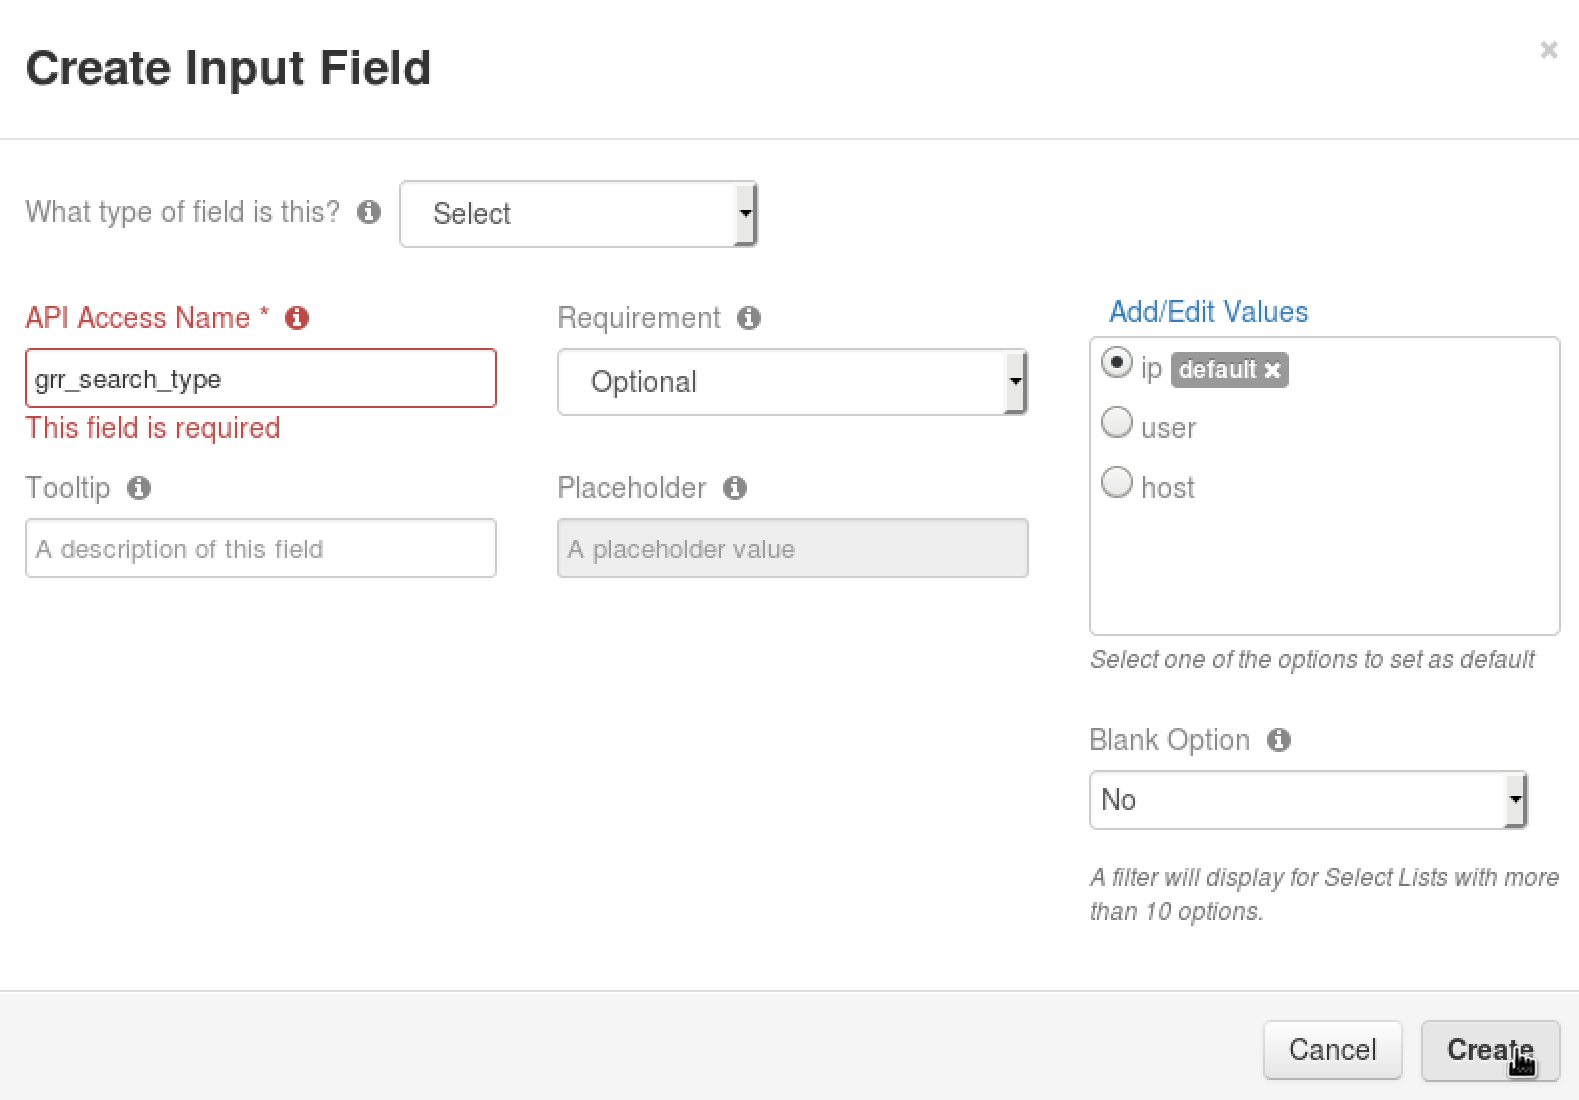 Create Input Field
×
What type of field is this?
Select
API Access Name *
grr_search_type
This field is required
Requirement
Optional
Tooltip
A description of this field
Placeholder
A placeholder value
Add/Edit Values
ip default ×
user
host
Select one of the options to set as default
Blank Option
No
A filter will display for Select Lists with more
than 10 options.
Cancel
Create